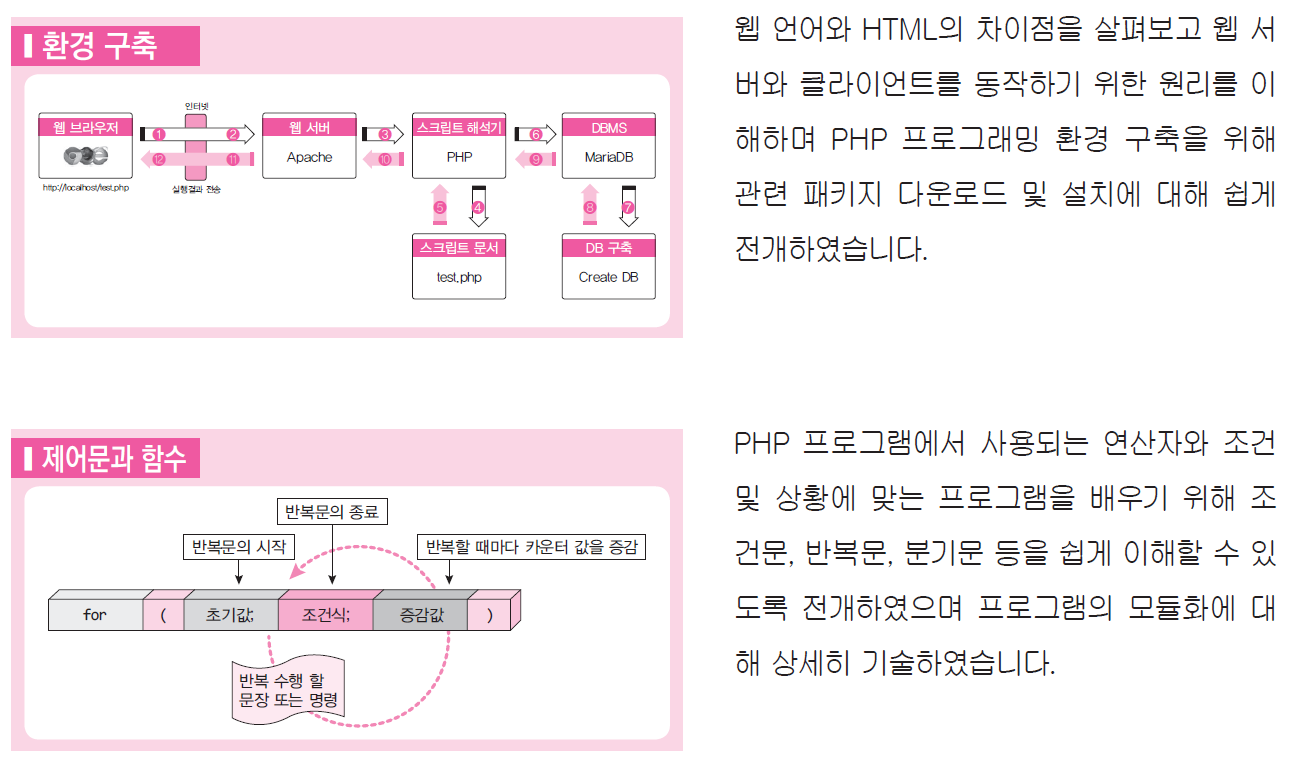 환경 구축
인터넷
웹 브라우저
① ②
웹 서버
③
스크립트 해석기
⑥
DBMS
Apache
PHP
MariaDB
⑫ ⑪
⑩
⑨
http://localhost/test.php
실행결과 전송
⑤ ④
⑧ ⑦
스크립트 문서
DB 구축
test.php
Create DB
웹 언어와 HTML의 차이점을 살펴보고 웹 서
버와 클라이언트를 동작하기 위한 원리를 이
해하며 PHP 프로그래밍 환경 구축을 위해
관련 패키지 다운로드 및 설치에 대해 쉽게
전개하였습니다.
제어문과 함수
반복문의 종료
반복문의 시작
반복할 때마다 카운터 값을 증감
for ( 초기값; 조건식; 증감값 )
반복 수행 할
문장 또는 명령
PHP 프로그램에서 사용되는 연산자와 조건
및 상황에 맞는 프로그램을 배우기 위해 조
건문, 반복문, 분기문 등을 쉽게 이해할 수 있
도록 전개하였으며 프로그램의 모듈화에 대
해 상세히 기술하였습니다.